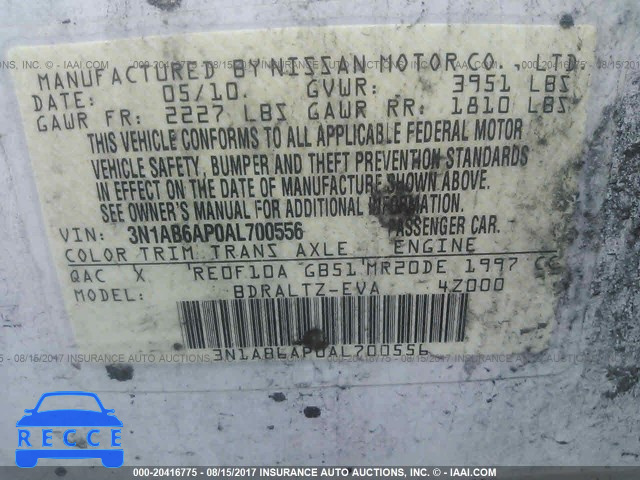 MANUFACTURED BY NISSAN MOTOR CO., LTD
DATE: 05/10. GVWR: 3951 LBS
GAWR FR: 2227 LBS GAWR RR: 1810 LBS
THIS VEHICLE CONFORMS TO ALL APPLICABLE FEDERAL MOTOR
VEHICLE SAFETY, BUMPER AND THEFT PREVENTION STANDARDS
IN EFFECT ON THE DATE OF MANUFACTURE SHOWN ABOVE.
SEE OWNER'S MANUAL FOR ADDITIONAL INFORMATION.
VIN: 3N1AB6AP0AL700556 PASSENGER CAR.
COLOR TRIM TRANS AXLE ENGINE
QAC X RE0F10A GB51 MR20DE 1997 CC
MODEL: BDRALTZ-EVA 4Z000
3N1AB6AP0AL700556
000-20416775 - 08/15/2017 INSURANCE AUTO AUCTIONS, INC. - © IAAI.COM